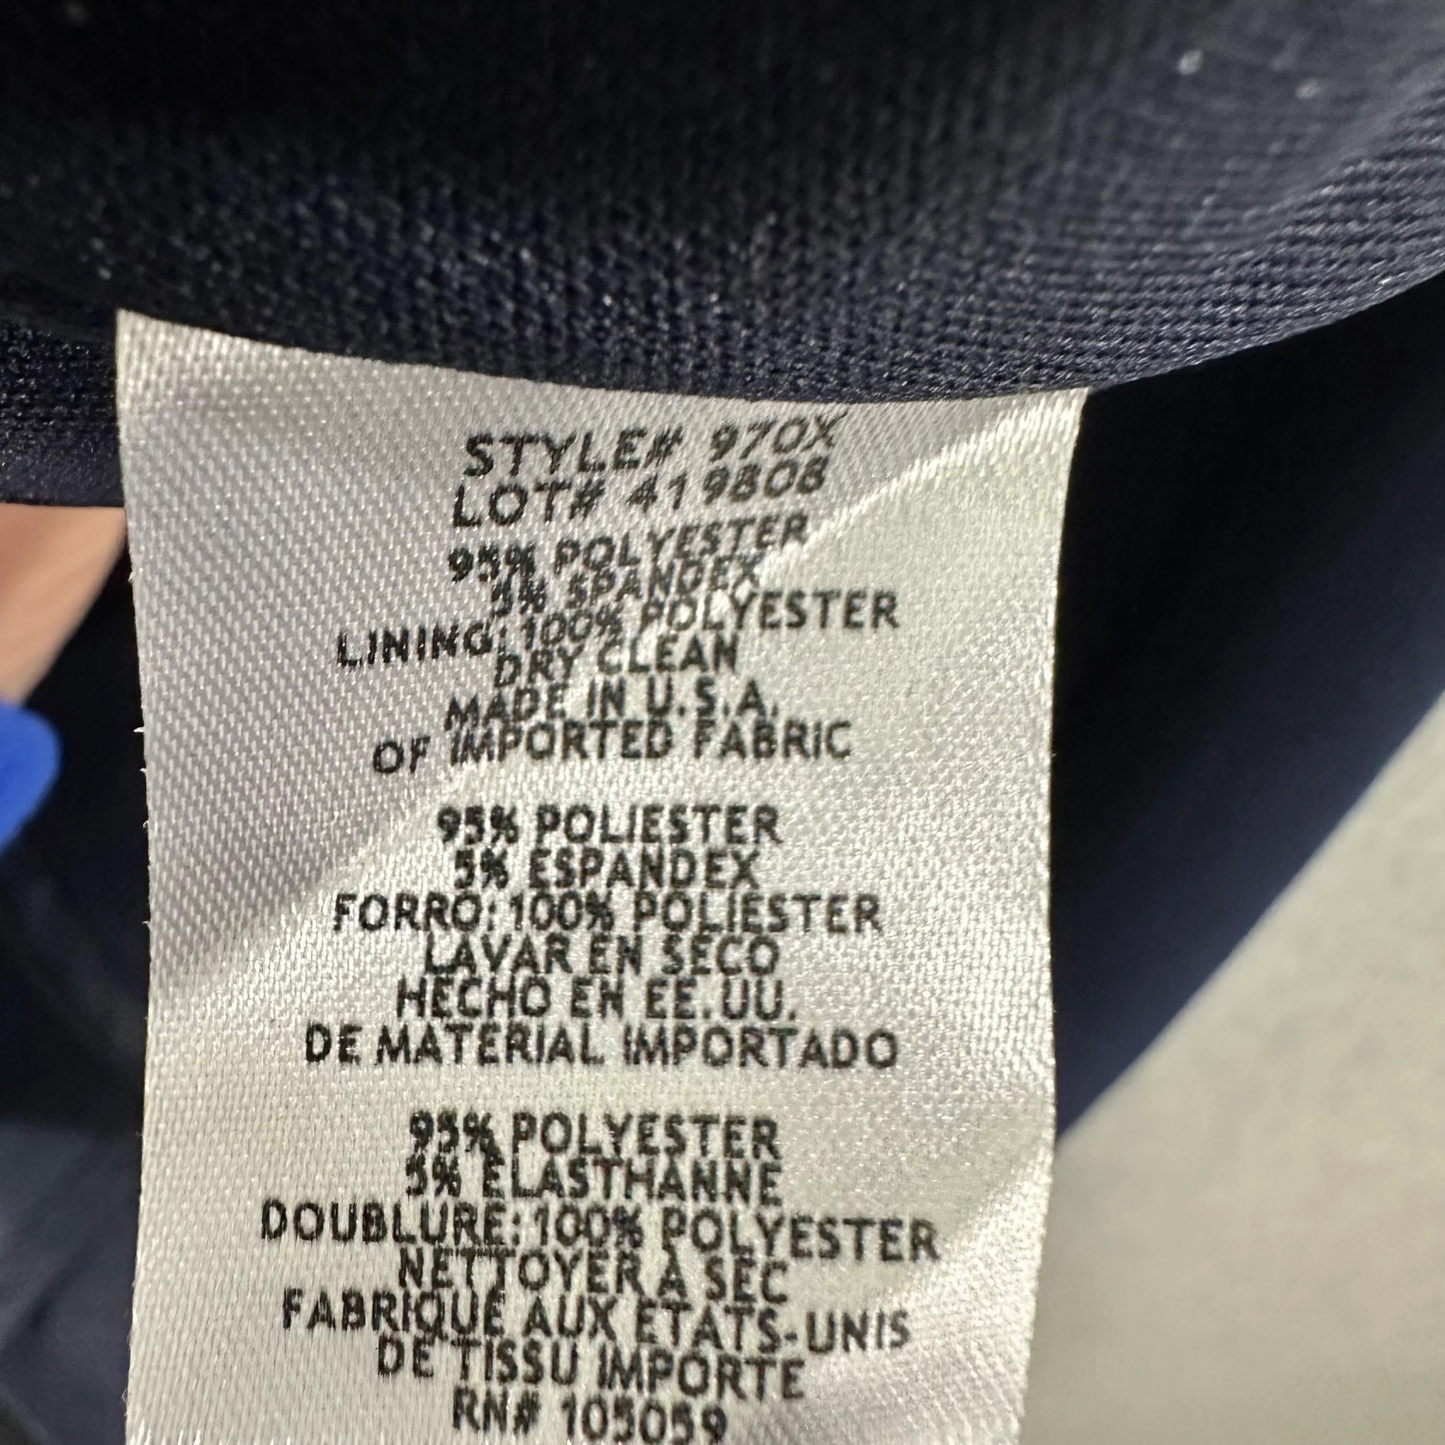 STYLE# 970X
LOT# 419808
95% POLYESTER
5% SPANDEX
LINING: 100% POLYESTER
DRY CLEAN
MADE IN U.S.A.
OF IMPORTED FABRIC
95% POLIESTER
5% ESPANDEX
FORRO: 100% POLIESTER
LAVAR EN SECO
HECHO EN EE.UU.
DE MATERIAL IMPORTADO
95% POLYESTER
5% ELASTHANNE
DOUBLURE: 100% POLYESTER
NETTOYER A SEC
FABRIQUE AUX ETATS-UNIS
DE TISSU IMPORTE
RN# 105059